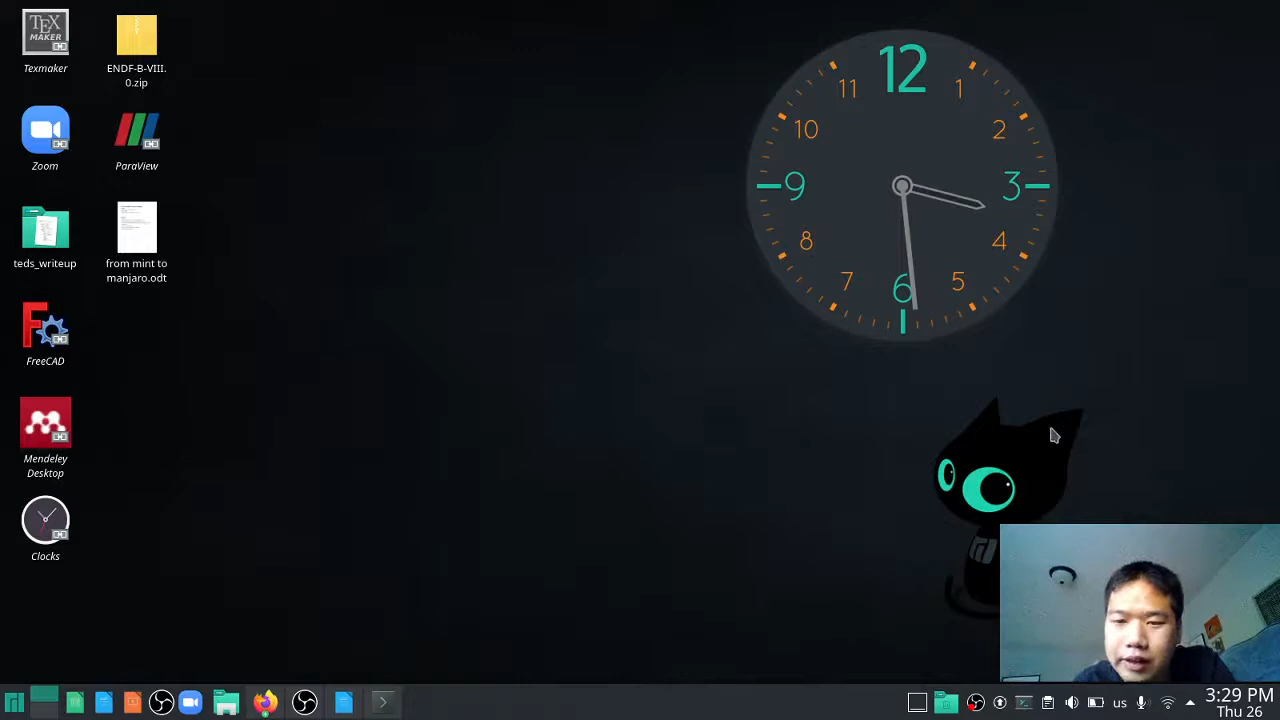 TEX
MAKER
Texmaker
ENDF-B-VIII.
0.zip
Zoom
ParaView
teds_writeup
from mint to
manjaro.odt
FreeCAD
Mendeley
Desktop
Clocks
12
1
2
3
4
5
6
7
8
9
10
11
us
3:29 PM
Thu 26